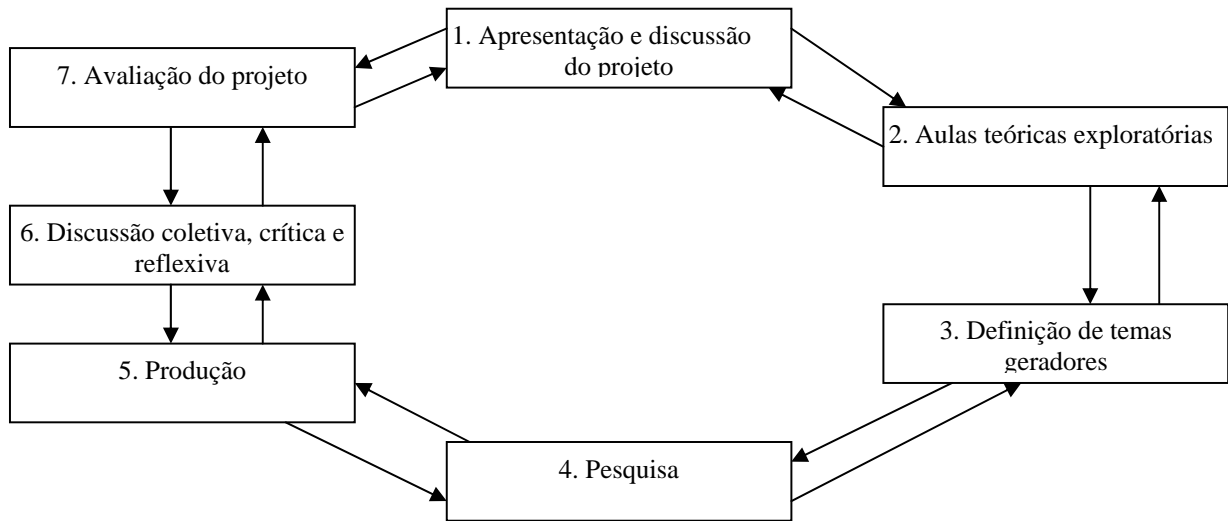 1. Apresentação e discussão
do projeto
2. Aulas teóricas exploratórias
3. Definição de temas
geradores
4. Pesquisa
5. Produção
6. Discussão coletiva, crítica e
reflexiva
7. Avaliação do projeto